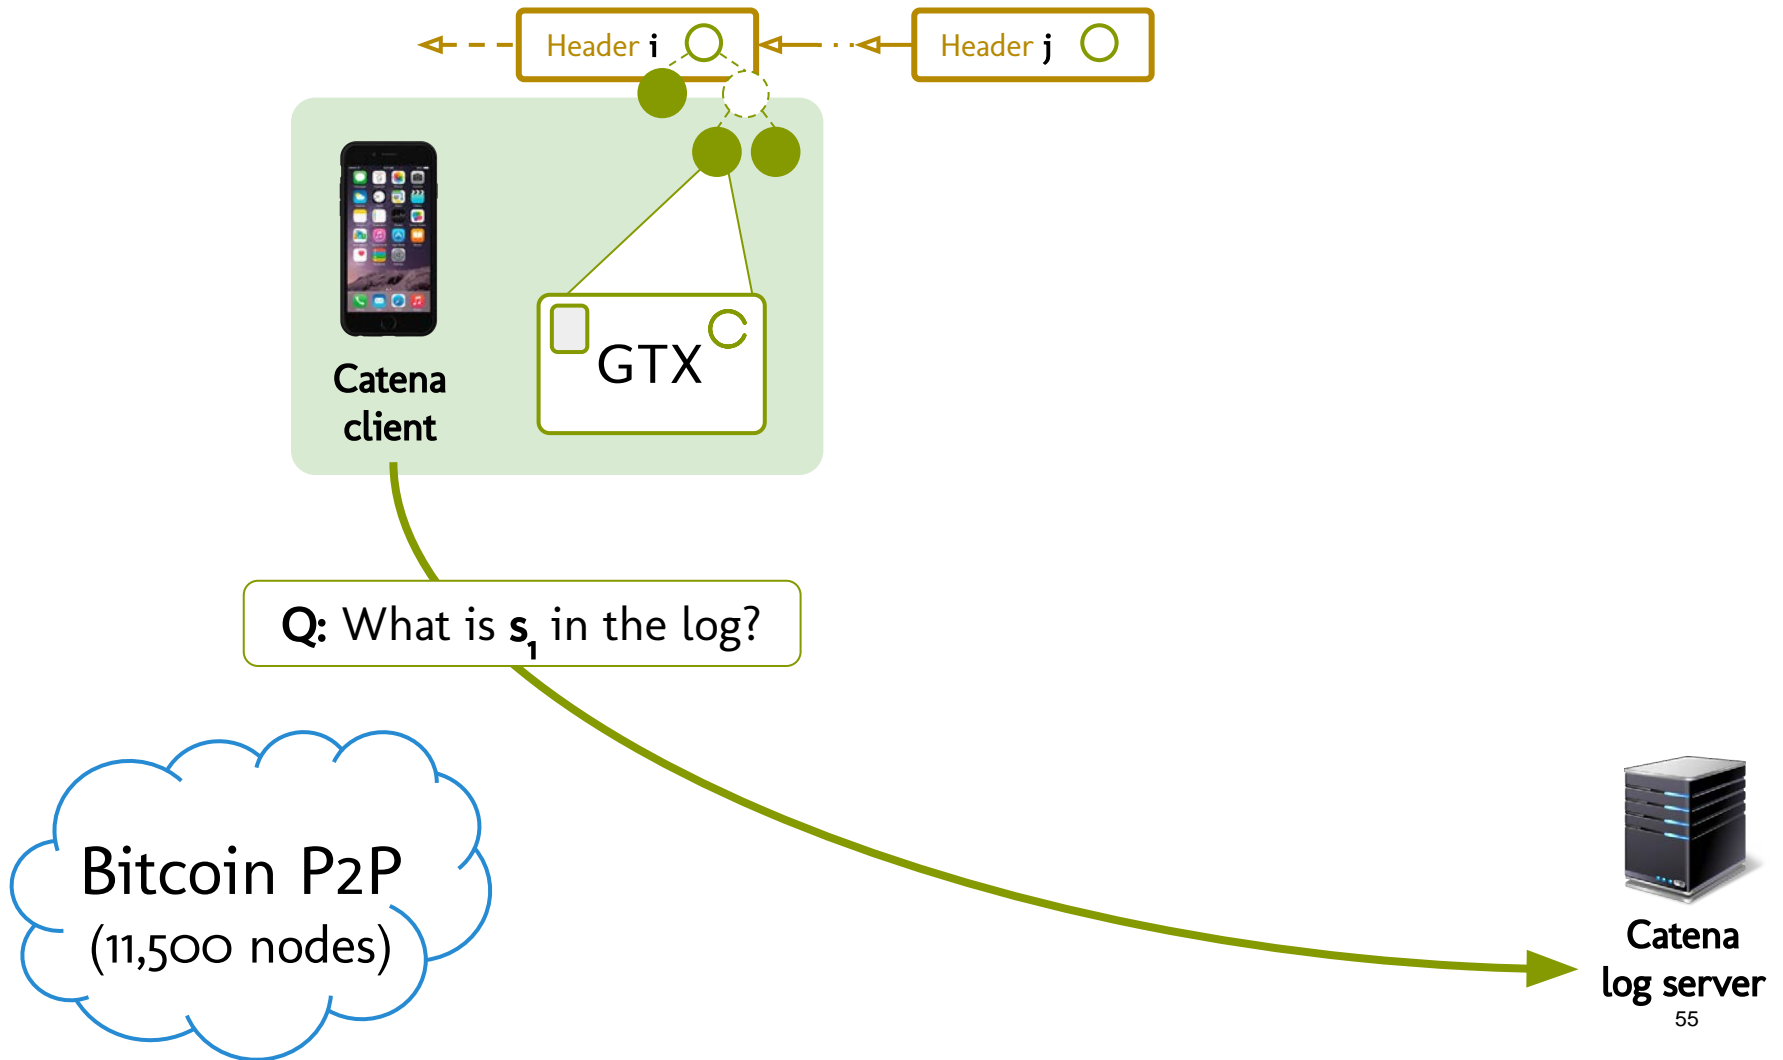 Header i
Header j
Catena
client
GTX
Q: What is s₁ in the log?
Bitcoin P2P
(11,500 nodes)
Catena
log server
55